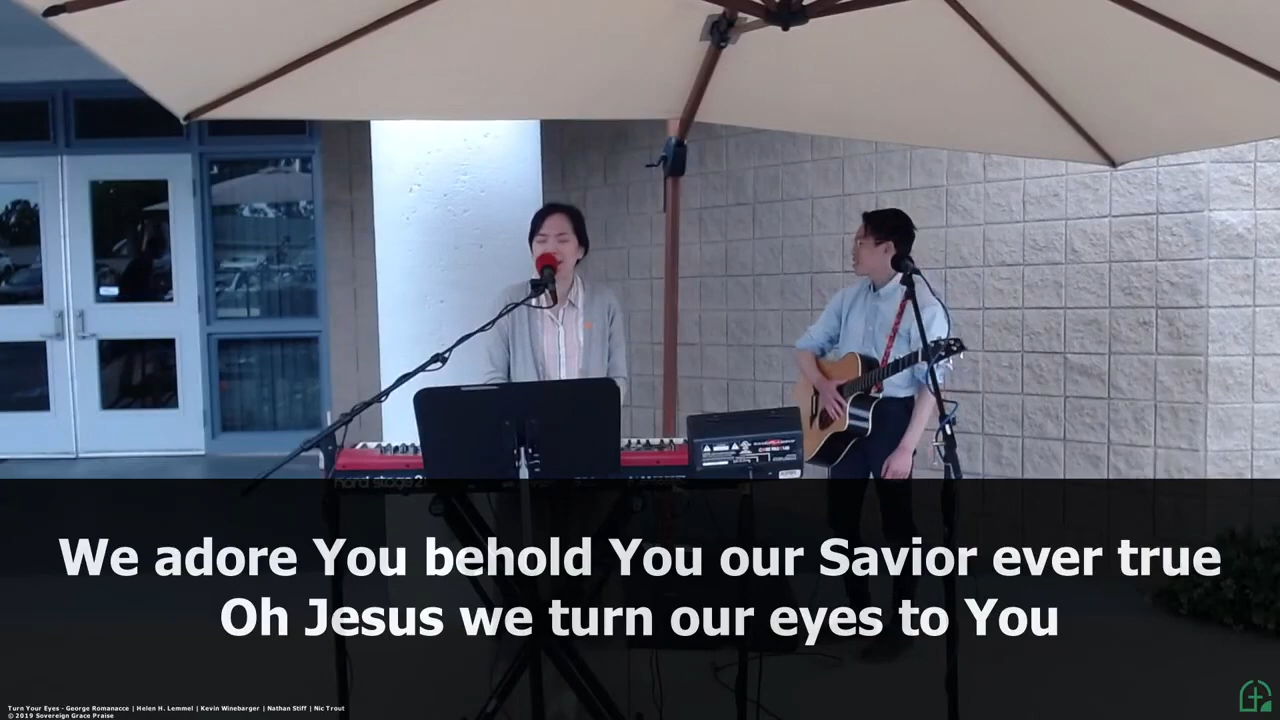 nord stage 2
We adore You behold You our Savior ever true
Oh Jesus we turn our eyes to You
Turn Your Eyes - George Romanacce | Helen H. Lemmel | Kevin Winebarger | Nathan Stiff | Nic Trout
© 2019 Sovereign Grace Praise